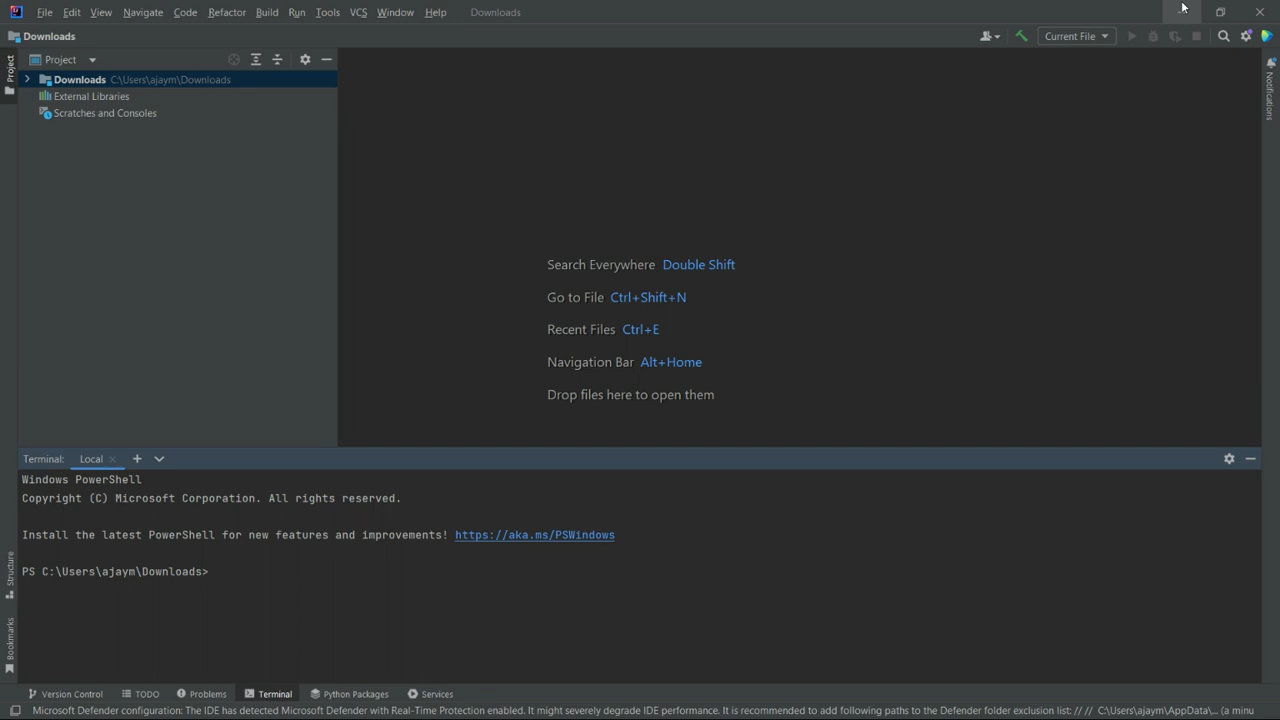 File Edit View Navigate Code Refactor Build Run Tools VCS Window Help Downloads
Downloads
Current File
Project
Project
Downloads C:\Users\ajaym\Downloads
External Libraries
Scratches and Consoles
Notifications
Search Everywhere Double Shift
Go to File Ctrl+Shift+N
Recent Files Ctrl+E
Navigation Bar Alt+Home
Drop files here to open them
Terminal: Local
Windows PowerShell
Copyright (C) Microsoft Corporation. All rights reserved.
Install the latest PowerShell for new features and improvements! https://aka.ms/PSWindows
PS C:\Users\ajaym\Downloads>
Structure
Bookmarks
Version Control TODO Problems Terminal Python Packages Services
Microsoft Defender configuration: The IDE has detected Microsoft Defender with Real-Time Protection enabled. It might severely degrade IDE performance. It is recommended to add following paths to the Defender folder exclusion list: // // C:\Users\ajaym\AppData\... (a minu